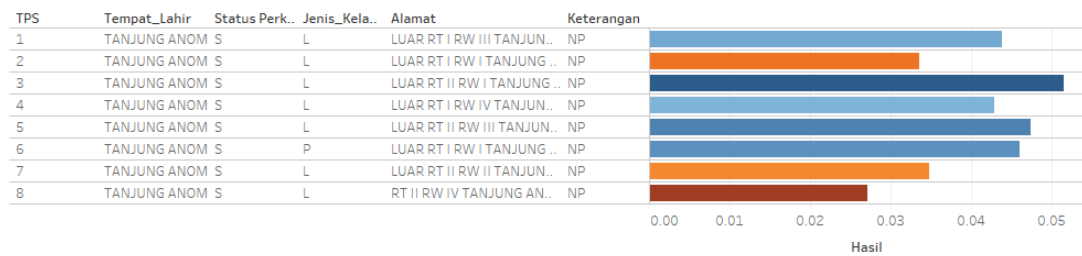 TPS Tempat_Lahir Status Perk.. Jenis_Kela.. Alamat Keterangan
1 TANJUNG ANOM S L LUAR RT I RW III TANJUN.. NP
2 TANJUNG ANOM S L LUAR RT I RW I TANJUNG .. NP
3 TANJUNG ANOM S L LUAR RT II RW I TANJUNG .. NP
4 TANJUNG ANOM S L LUAR RT I RW IV TANJUN.. NP
5 TANJUNG ANOM S L LUAR RT II RW III TANJUN.. NP
6 TANJUNG ANOM S P LUAR RT I RW I TANJUNG .. NP
7 TANJUNG ANOM S L LUAR RT II RW II TANJUN.. NP
8 TANJUNG ANOM S L RT II RW IV TANJUNG AN.. NP
0.00 0.01 0.02 0.03 0.04 0.05
Hasil